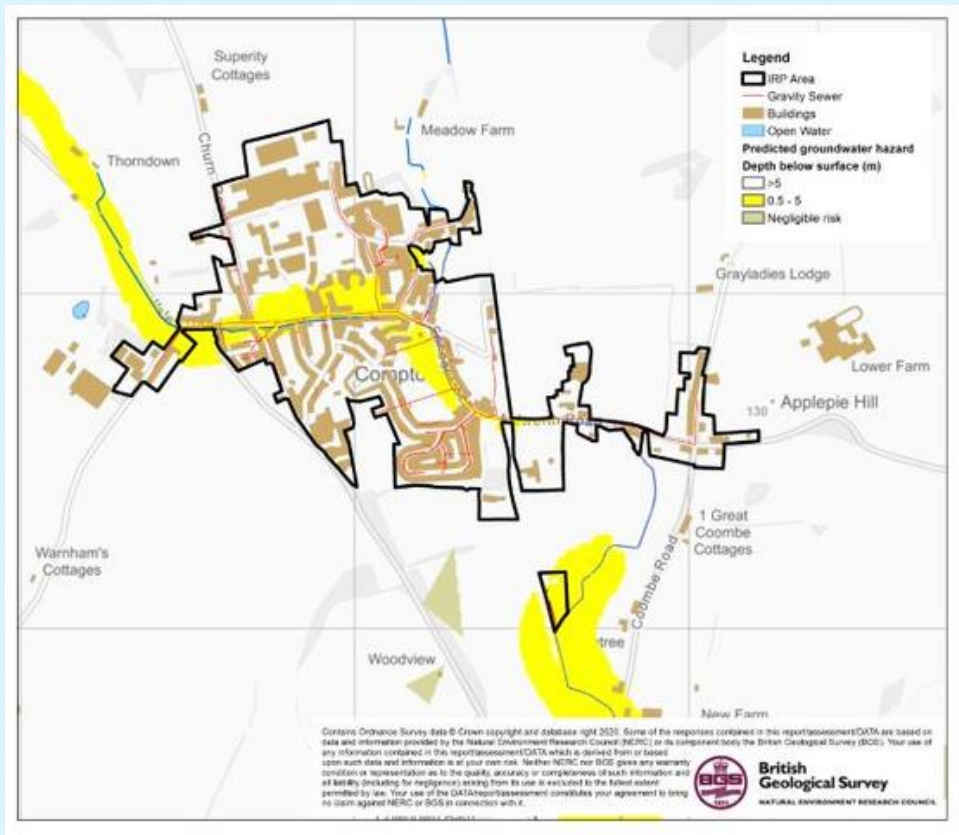 Superity
Cottages
Churn
Meadow Farm
Thorndown
Legend
IRP Area
Gravity Sewer
Buildings
Open Water
Predicted groundwater hazard
Depth below surface (m)
>5
0.5 - 5
Negligible risk
Grayladies Lodge
Lower Farm
Compto
130
Applepie Hill
1 Great
Coombe
Cottages
Coombe Road
Warnham's
Cottages
Woodview
tree
New Farm
Contains Ordnance Survey data © Crown copyright and database right 2020. Some of the responses contained in this report/assessment/DATA are based on
data and information provided by the Natural Environment Research Council (NERC) or its component body the British Geological Survey (BGS). Your use of
any information contained in this report/assessment/DATA which is derived from or based
upon such data and information is at your own risk. Neither NERC nor BGS gives any warranty
condition or representation as to the quality, accuracy or completeness of such information and
all liability (including for negligence) arising from its use is excluded to the fullest extent
permitted by law. Your use of the DATA/report/assessment constitutes your agreement to bring
no claim against NERC or BGS in connection with it.
BGS
British
Geological Survey
NATURAL ENVIRONMENT RESEARCH COUNCIL